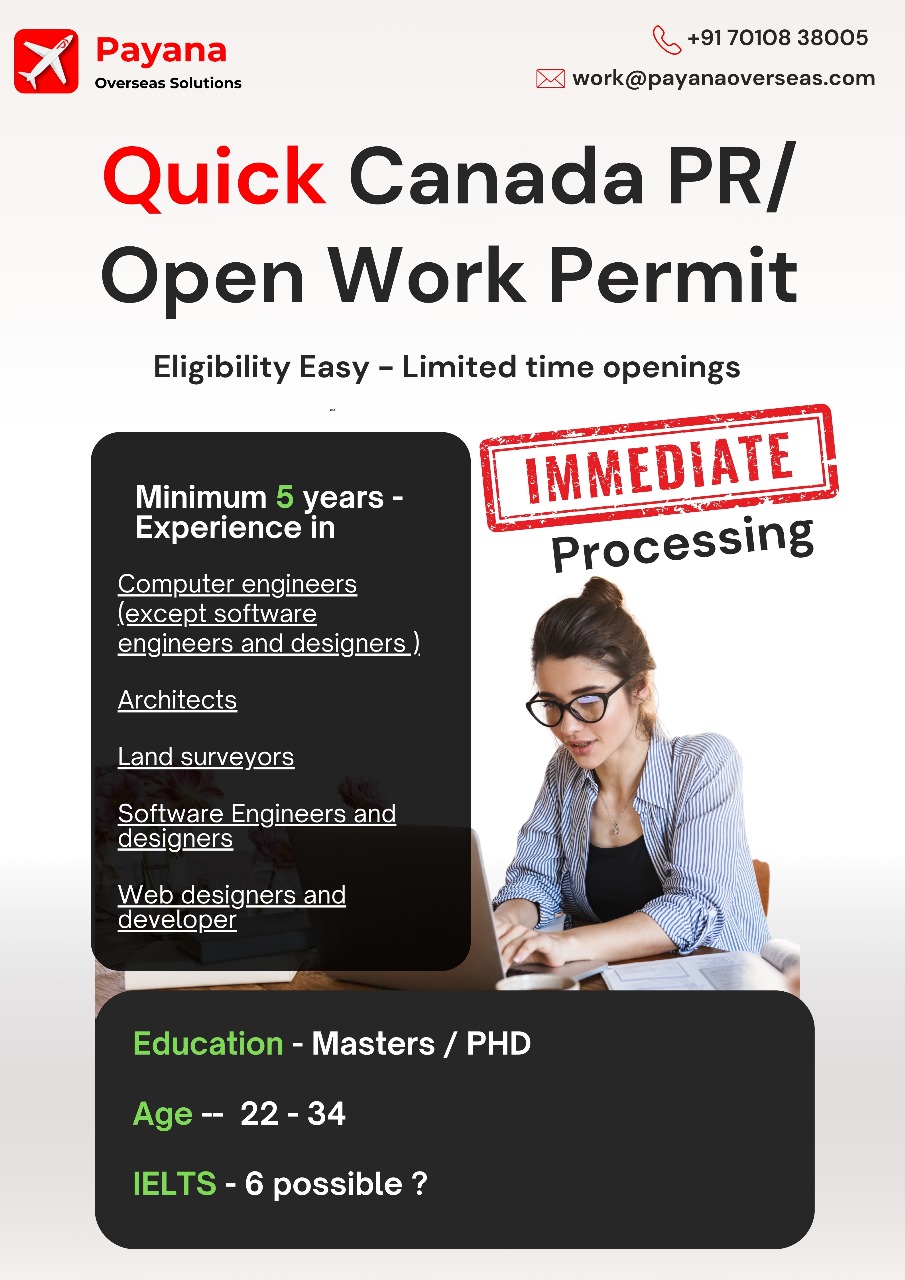 Payana
Overseas Solutions
+91 70108 38005
work@payanaoverseas.com
Quick Canada PR/
Open Work Permit
Eligibility Easy – Limited time openings
IMMEDIATE
Processing
Minimum 5 years -
Experience in
Computer engineers
(except software
engineers and designers )
Architects
Land surveyors
Software Engineers and
designers
Web designers and
developer
Education - Masters / PHD
Age -- 22 - 34
IELTS - 6 possible ?